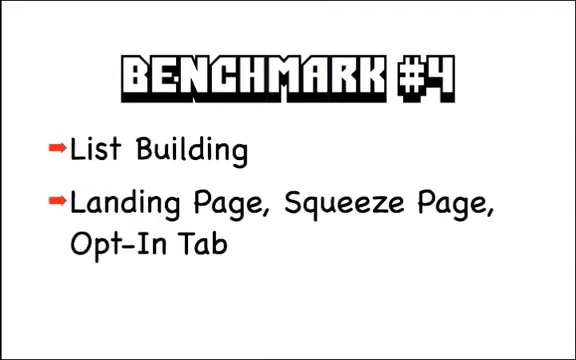 BENCHMARK #4
List Building
Landing Page, Squeeze Page,
Opt-In Tab